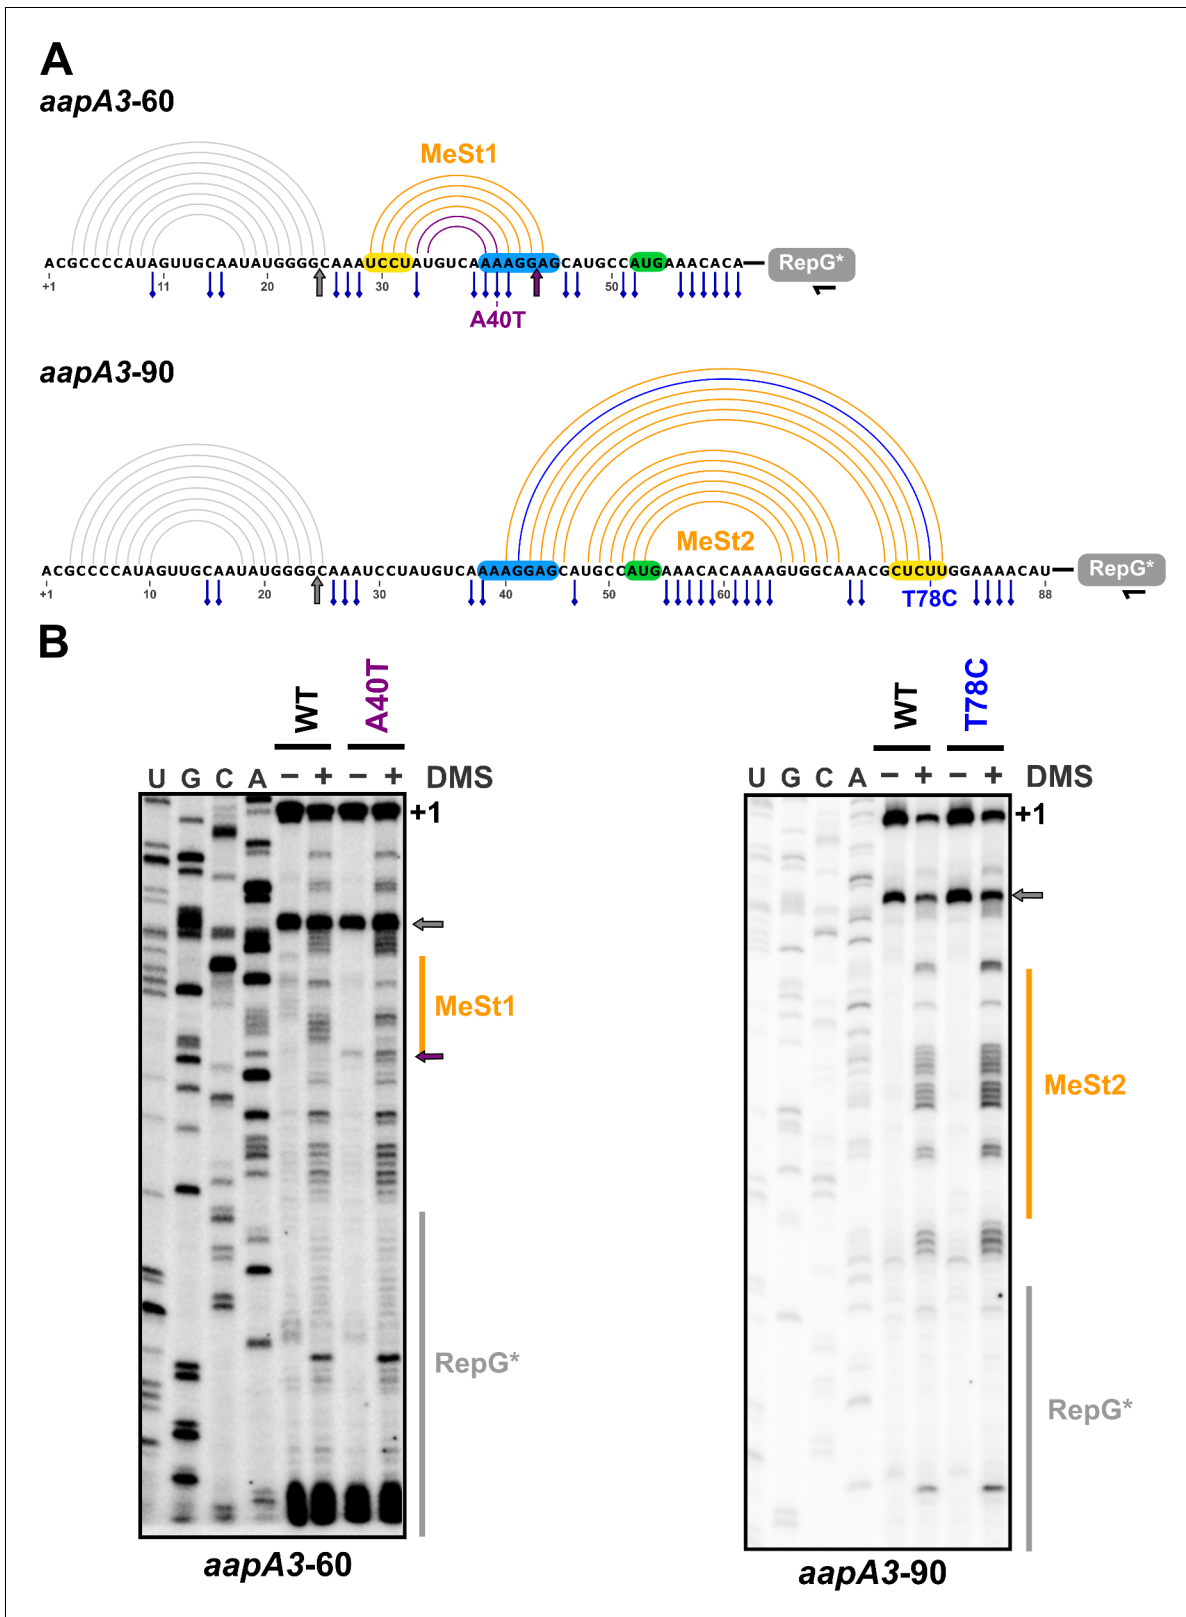 A
aapA3-60
MeSt1
ACGCCCCAUAGUUGCAAUAUGGGGCAAAUCCUAUGUCAAAAGGAGCAUGCCAUGAAACACA
RepG*
+1 11 20 30 50
A40T
aapA3-90
MeSt2
ACGCCCCAUAGUUGCAAUAUGGGGCAAAUCCUAUGUCAAAAGGAGCAUGCCAUGAAACACAAAAGUGGCAAACGCUCUUGGAAAACAU
RepG*
+1 10 20 30 40 50 60 T78C 88
B
WT A40T
U G C A − + − + DMS
+1
MeSt1
RepG*
aapA3-60
WT T78C
U G C A − + − + DMS
+1
MeSt2
RepG*
aapA3-90